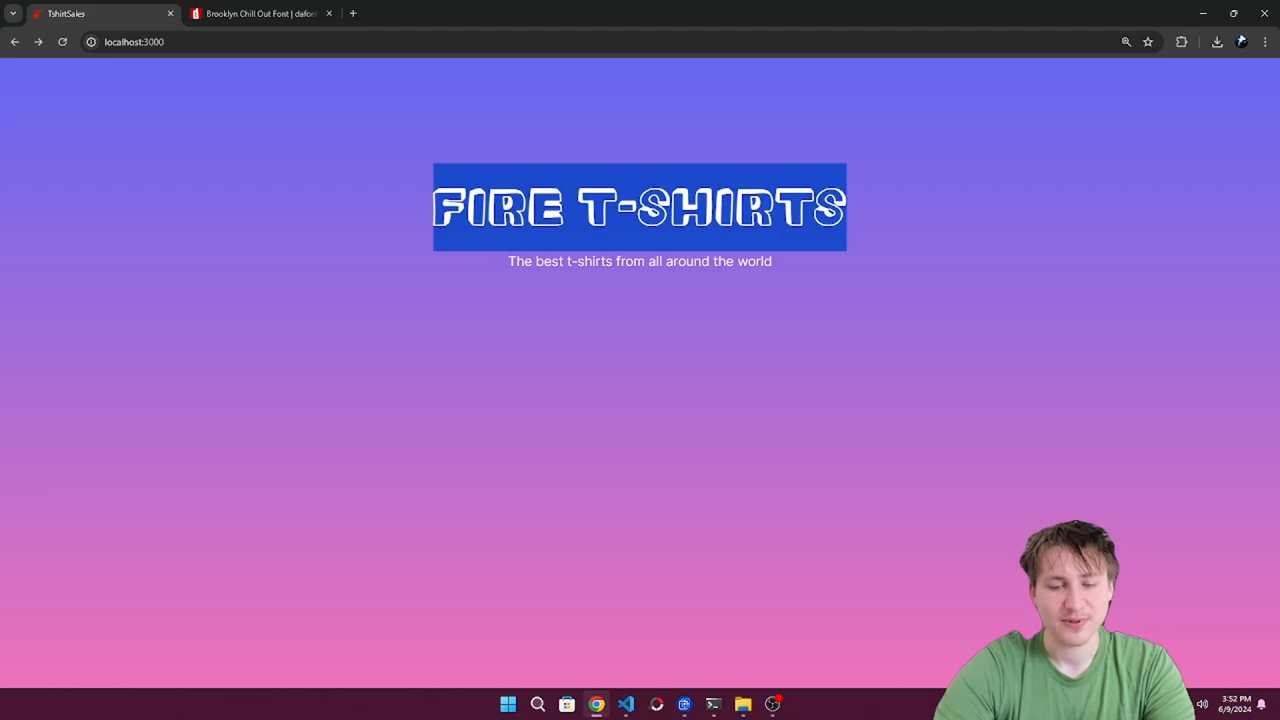 TshirtSales
Brooklyn Chill Out Font | dafon
localhost:3000
FIRE T-SHIRTS
The best t-shirts from all around the world
3:52 PM
6/9/2024